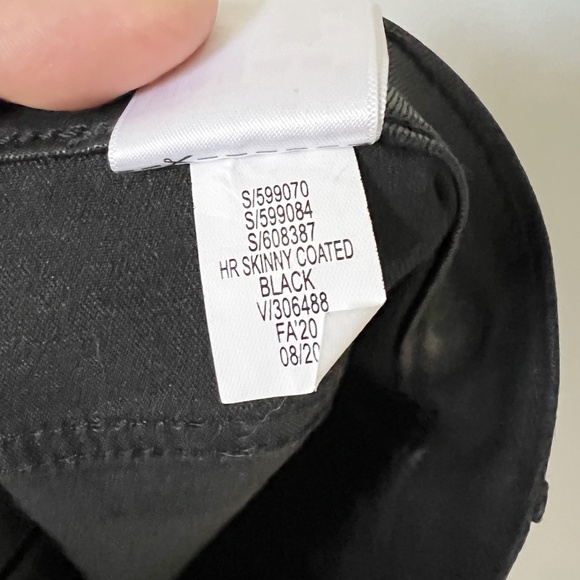 S/599070
S/599084
S/608387
HR SKINNY COATED
BLACK
V/306488
FA'20
08/20